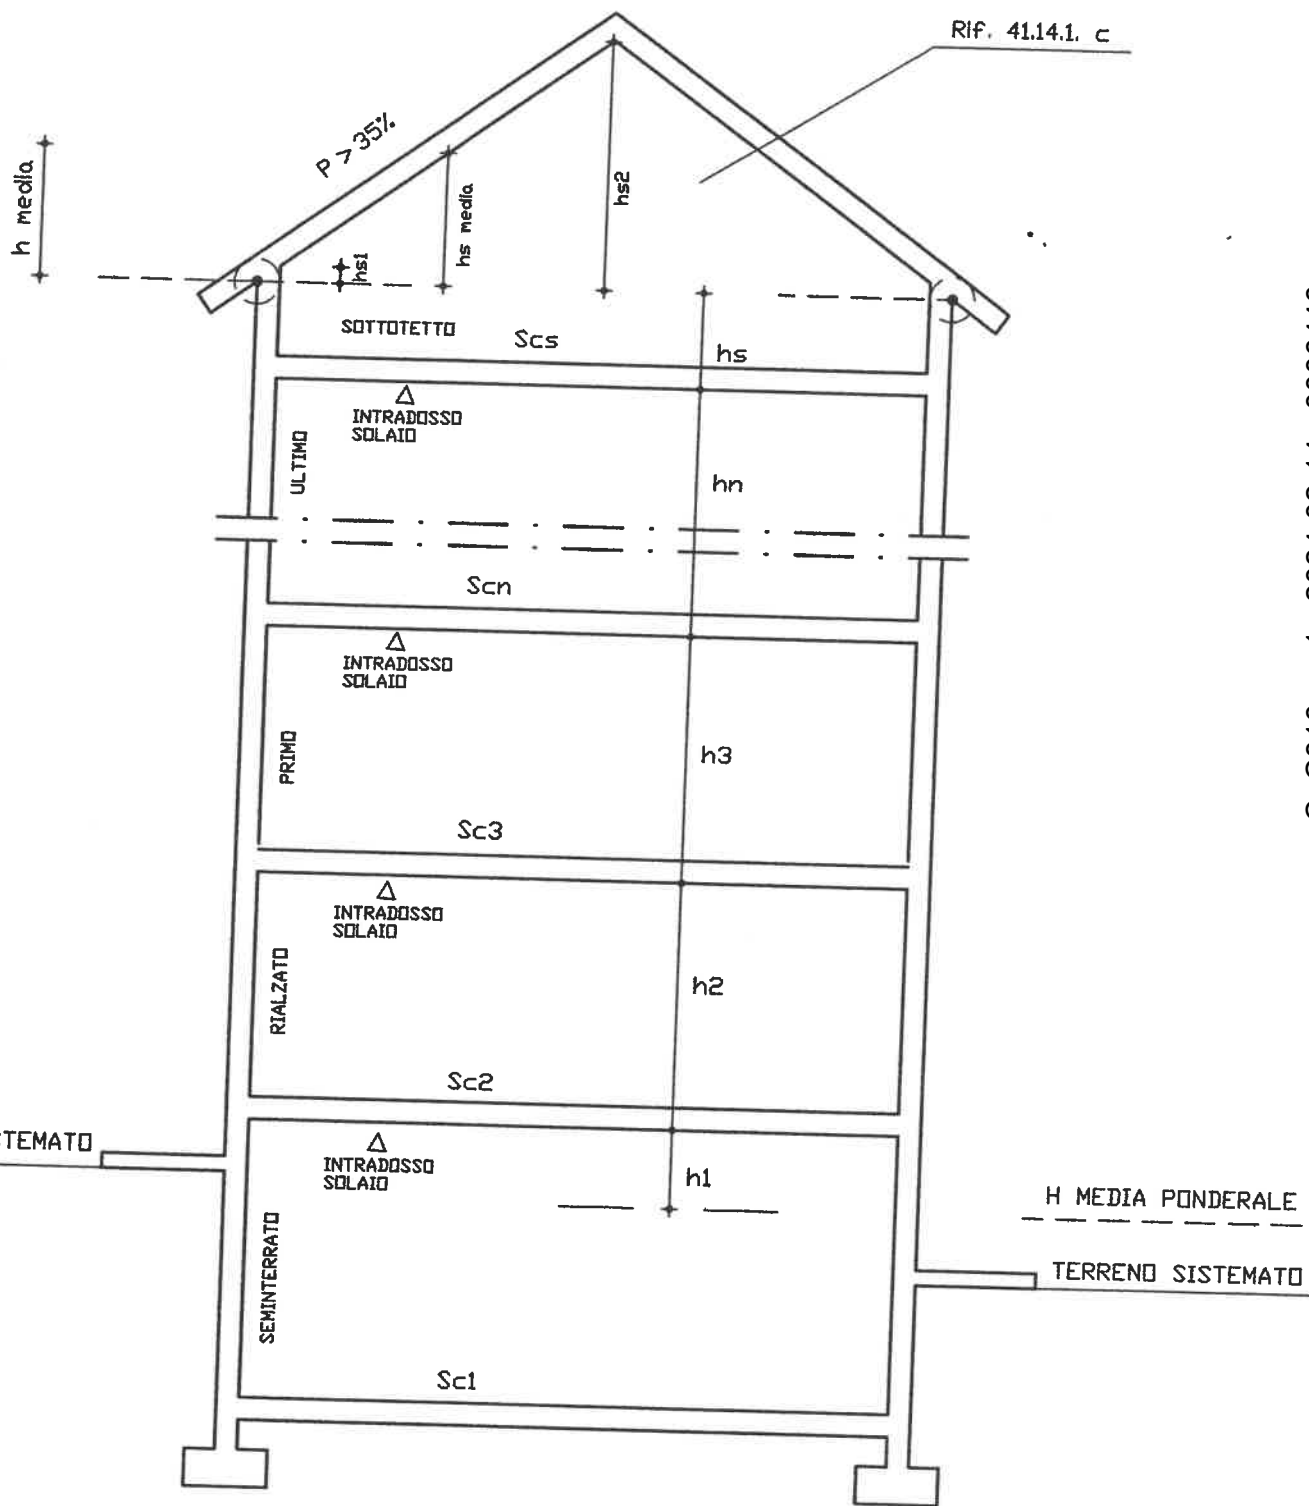 Rif. 41.14.1. c
P > 35%
h media
hs media
hs2
hs1
SOTTOTETTO
Scs
hs
INTRADOSSO
SOLAIO
ULTIMO
hn
Scn
INTRADOSSO
SOLAIO
PRIMO
h3
Sc3
INTRADOSSO
SOLAIO
RIALZATO
h2
Sc2
INTRADOSSO
SOLAIO
h1
H MEDIA PONDERALE
TERRENO SISTEMATO
SEMINTERRATO
Sc1